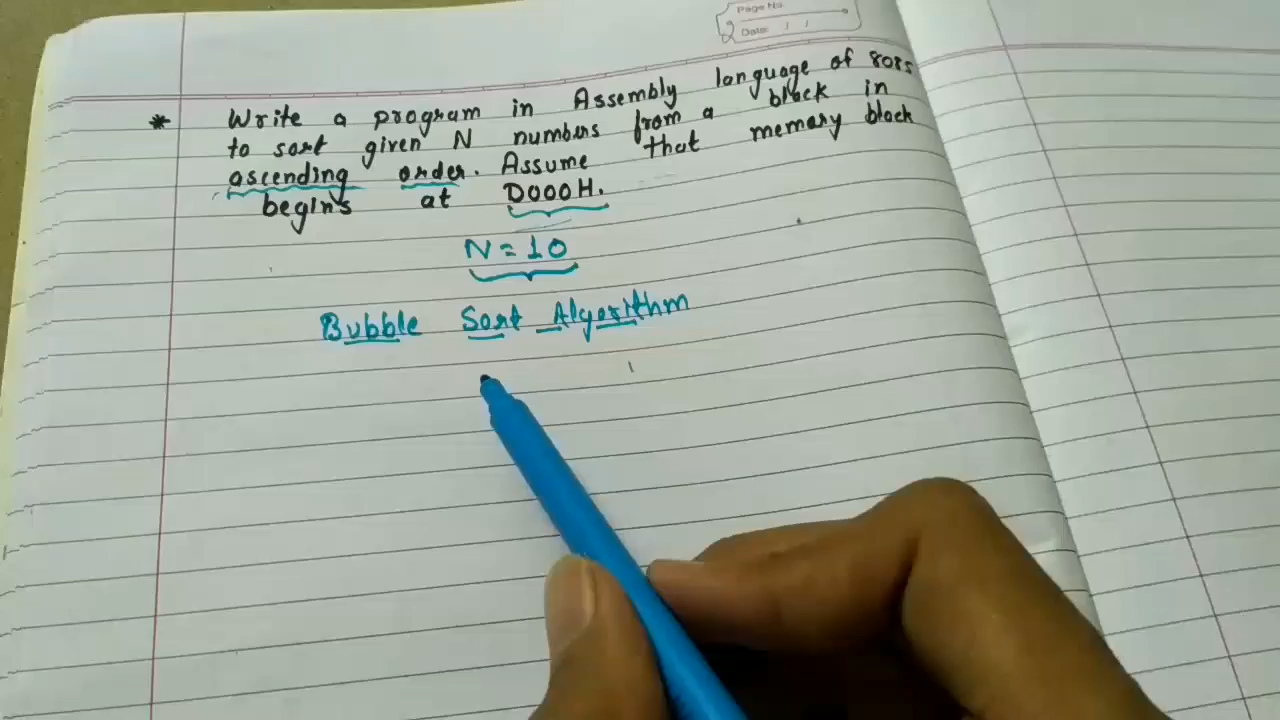 Page No.
Date: / /
* Write a program in Assembly language of 8085
to sort given N numbers from a block in
ascending order. Assume that memory block
begins at D000H.
N = 10
Bubble Sort Algorithm